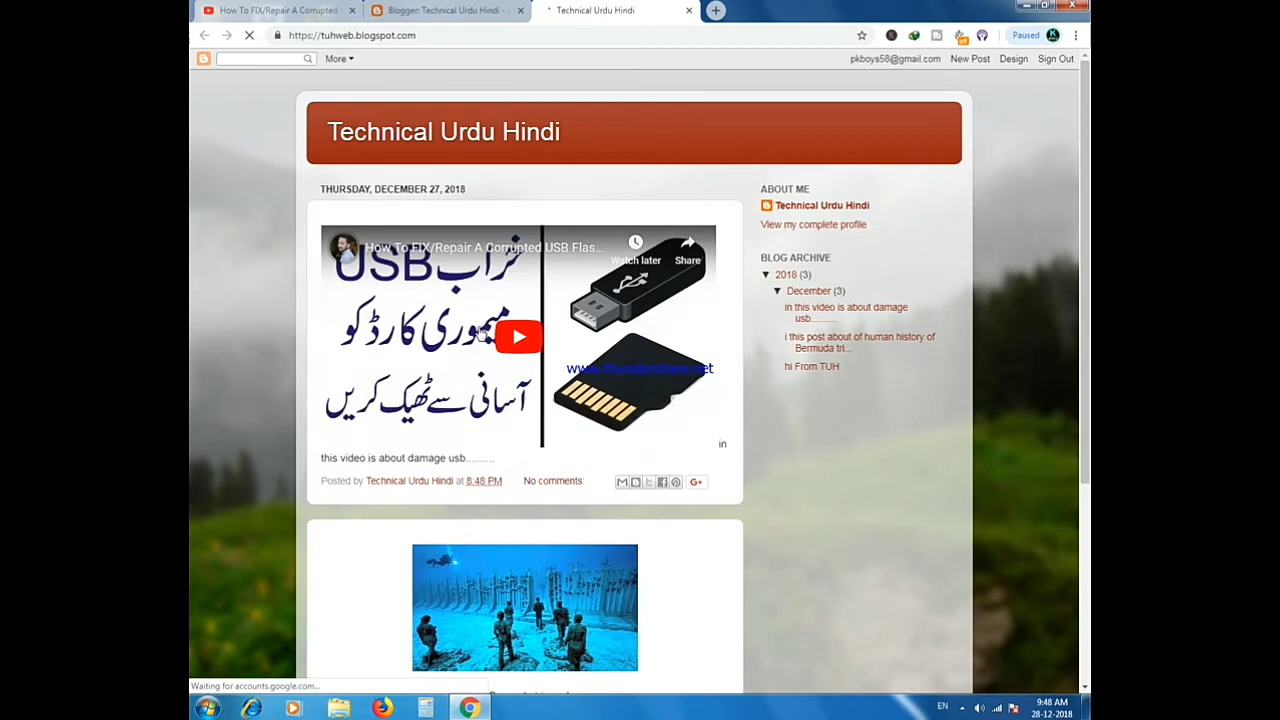 How To FIX/Repair A Corrupted
Blogger: Technical Urdu Hindi -
Technical Urdu Hindi
https://tuhweb.blogspot.com
Paused
More
pkboys58@gmail.com
New Post
Design
Sign Out
Technical Urdu Hindi
THURSDAY, DECEMBER 27, 2018
How To FIX/Repair A Corrupted USB Flas...
Watch later
Share
خراب USB
میموری کارڈ کو
آسانی سے ٹھیک کریں
in
this video is about damage usb..........
Posted by Technical Urdu Hindi at 8:48 PM
No comments:
G+
ABOUT ME
Technical Urdu Hindi
View my complete profile
BLOG ARCHIVE
▼ 2018 (3)
▼ December (3)
in this video is about damage
usb..........
i this post about of human history of
Bermuda tri...
hi From TUH
Waiting for accounts.google.com...
EN
9:48 AM
28-12-2018